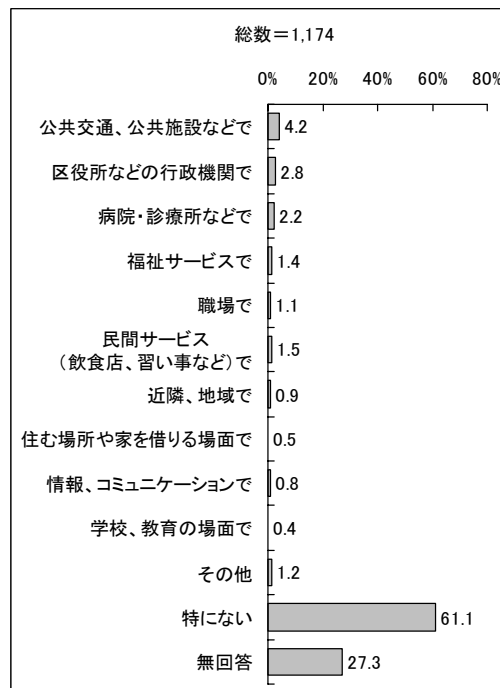 総数＝1,174
0% 20% 40% 60% 80%
公共交通、公共施設などで 4.2
区役所などの行政機関で 2.8
病院・診療所などで 2.2
福祉サービスで 1.4
職場で 1.1
民間サービス
（飲食店、習い事など）で 1.5
近隣、地域で 0.9
住む場所や家を借りる場面で 0.5
情報、コミュニケーションで 0.8
学校、教育の場面で 0.4
その他 1.2
特にない 61.1
無回答 27.3